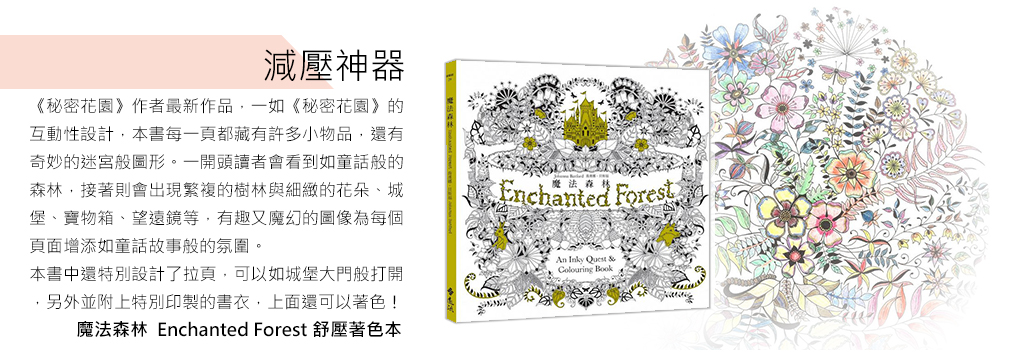 減壓神器
《秘密花園》作者最新作品，一如《秘密花園》的
互動性設計，本書每一頁都藏有許多小物品，還有
奇妙的迷宮般圖形。一開頭讀者會看到如童話般的
森林，接著則會出現繁複的樹林與細緻的花朵、城
堡、寶物箱、望遠鏡等，有趣又魔幻的圖像為每個
頁面增添如童話故事般的氛圍。
本書中還特別設計了拉頁，可以如城堡大門般打開
，另外並附上特別印製的書衣，上面還可以著色！
魔法森林 Enchanted Forest 舒壓著色本
魔法森林 Enchanted Forest
Johanna Basford
魔法森林
Enchanted Forest
An Inky Quest &
Colouring Book